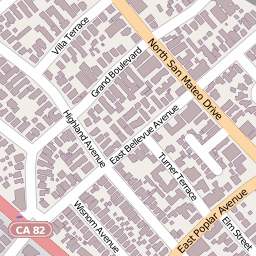 Villa Terrace
Grand Boulevard
North San Mateo Drive
Highland Avenue
East Bellevue Avenue
Turner Terrace
Wisnom Avenue
East Poplar Avenue
Elm Street
CA 82